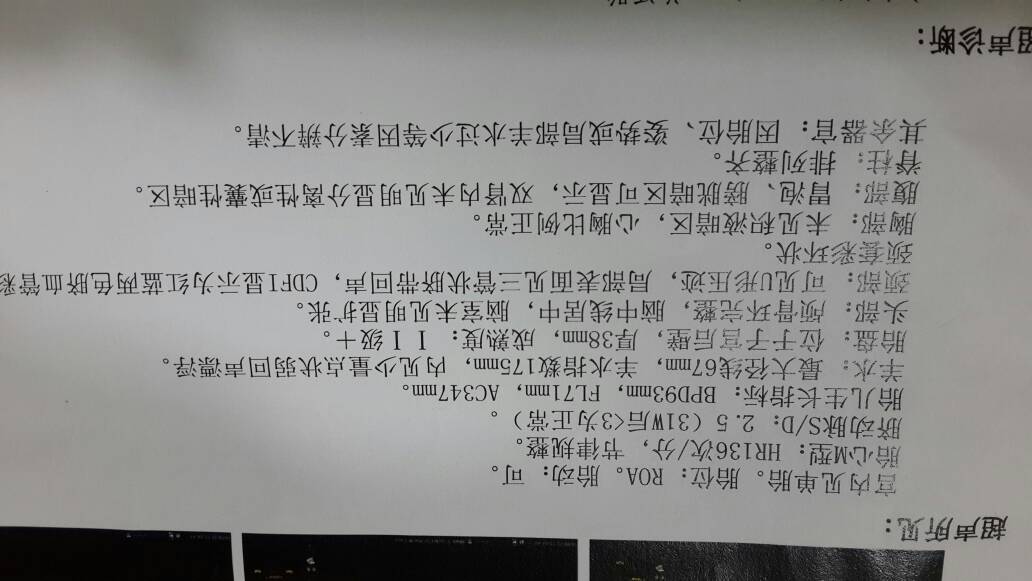 超声所见：
宫内见单胎。胎位：ROA。胎动：可。
胎心M型：HR136次/分，节律规整。
脐动脉S/D：2.5（31W后<3为正常）。
胎儿生长指标：BPD93mm，FL71mm，AC347mm。
羊水：最大径线67mm，羊水指数175mm，内见少量点状弱回声漂浮。
胎盘：位于子宫后壁，厚38mm，成熟度：II级＋。
头部：颅骨环完整，脑中线居中，脑室未见明显扩张。
颈部：可见U形压迹，局部表面见三管状脐带回声，CDFI显示为红蓝两色脐血管彩
颈套彩环状。
胸部：未见积液暗区，心胸比例正常。
腹部：胃泡、膀胱暗区可显示，双肾内未见明显分离性或囊性暗区。
脊柱：排列整齐。
其余器官：因胎位、姿势或局部羊水过少等因素分辨不清。
超声诊断：